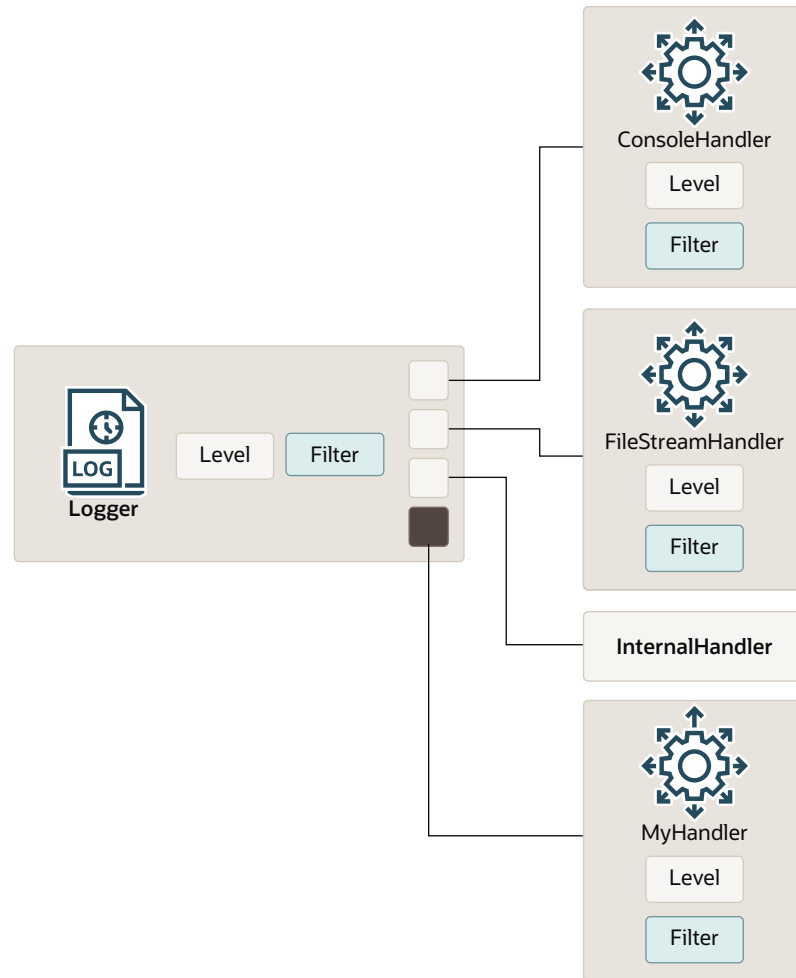 ConsoleHandler
Level
Filter
LOG
Logger
Level
Filter
FileStreamHandler
Level
Filter
InternalHandler
MyHandler
Level
Filter